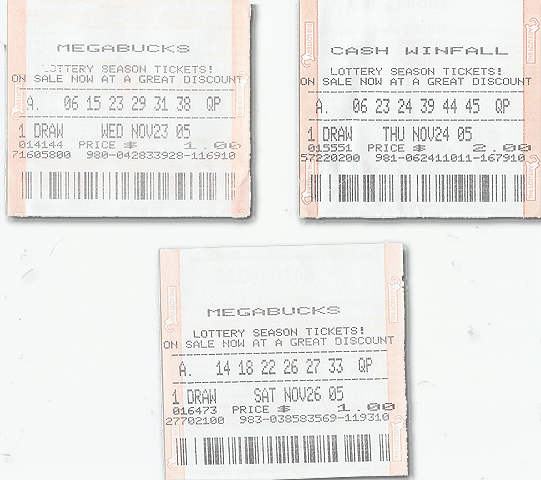 MEGABUCKS
LOTTERY SEASON TICKETS!
ON SALE NOW AT A GREAT DISCOUNT
A. 06 15 23 29 31 38 QP
1 DRAW WED NOV23 05
014144 PRICE $ 1.00
71605800 980-042833928-116910
CASH WINFALL
LOTTERY SEASON TICKETS!
ON SALE NOW AT A GREAT DISCOUNT
A. 06 23 24 39 44 45 QP
1 DRAW THU NOV24 05
015551 PRICE $ 2.00
57220200 981-062411011-167910
MEGABUCKS
LOTTERY SEASON TICKETS!
ON SALE NOW AT A GREAT DISCOUNT
A. 14 18 22 26 27 33 QP
1 DRAW SAT NOV26 05
016473 PRICE $ 1.00
27702100 983-038583569-119310